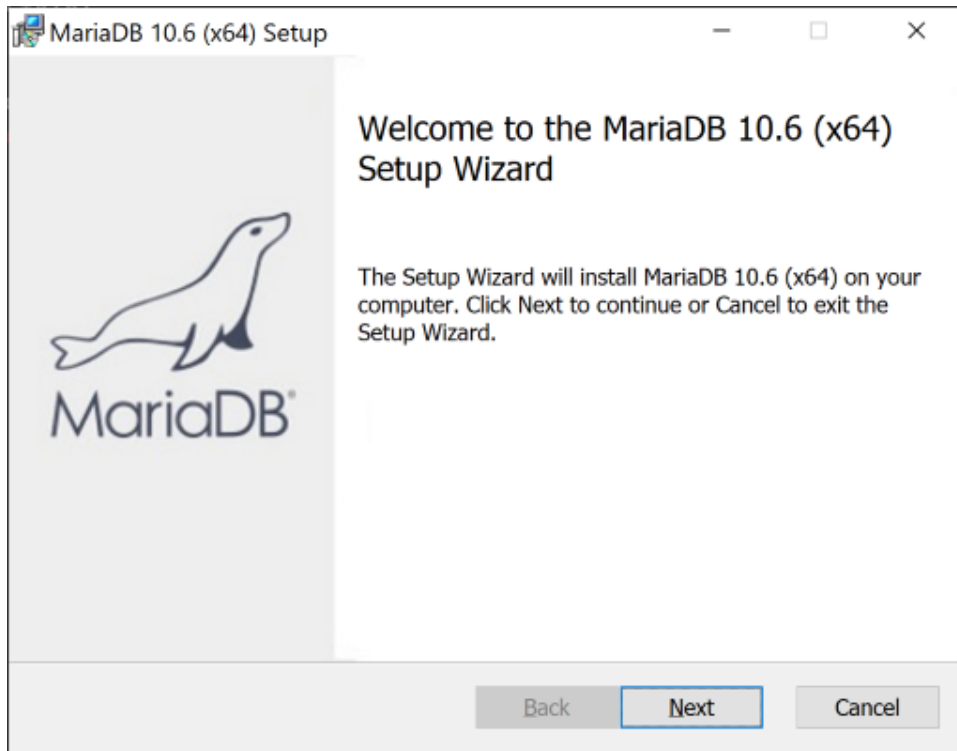 MariaDB 10.6 (x64) Setup
Welcome to the MariaDB 10.6 (x64)
Setup Wizard
The Setup Wizard will install MariaDB 10.6 (x64) on your
computer. Click Next to continue or Cancel to exit the
Setup Wizard.
MariaDB®
Back
Next
Cancel